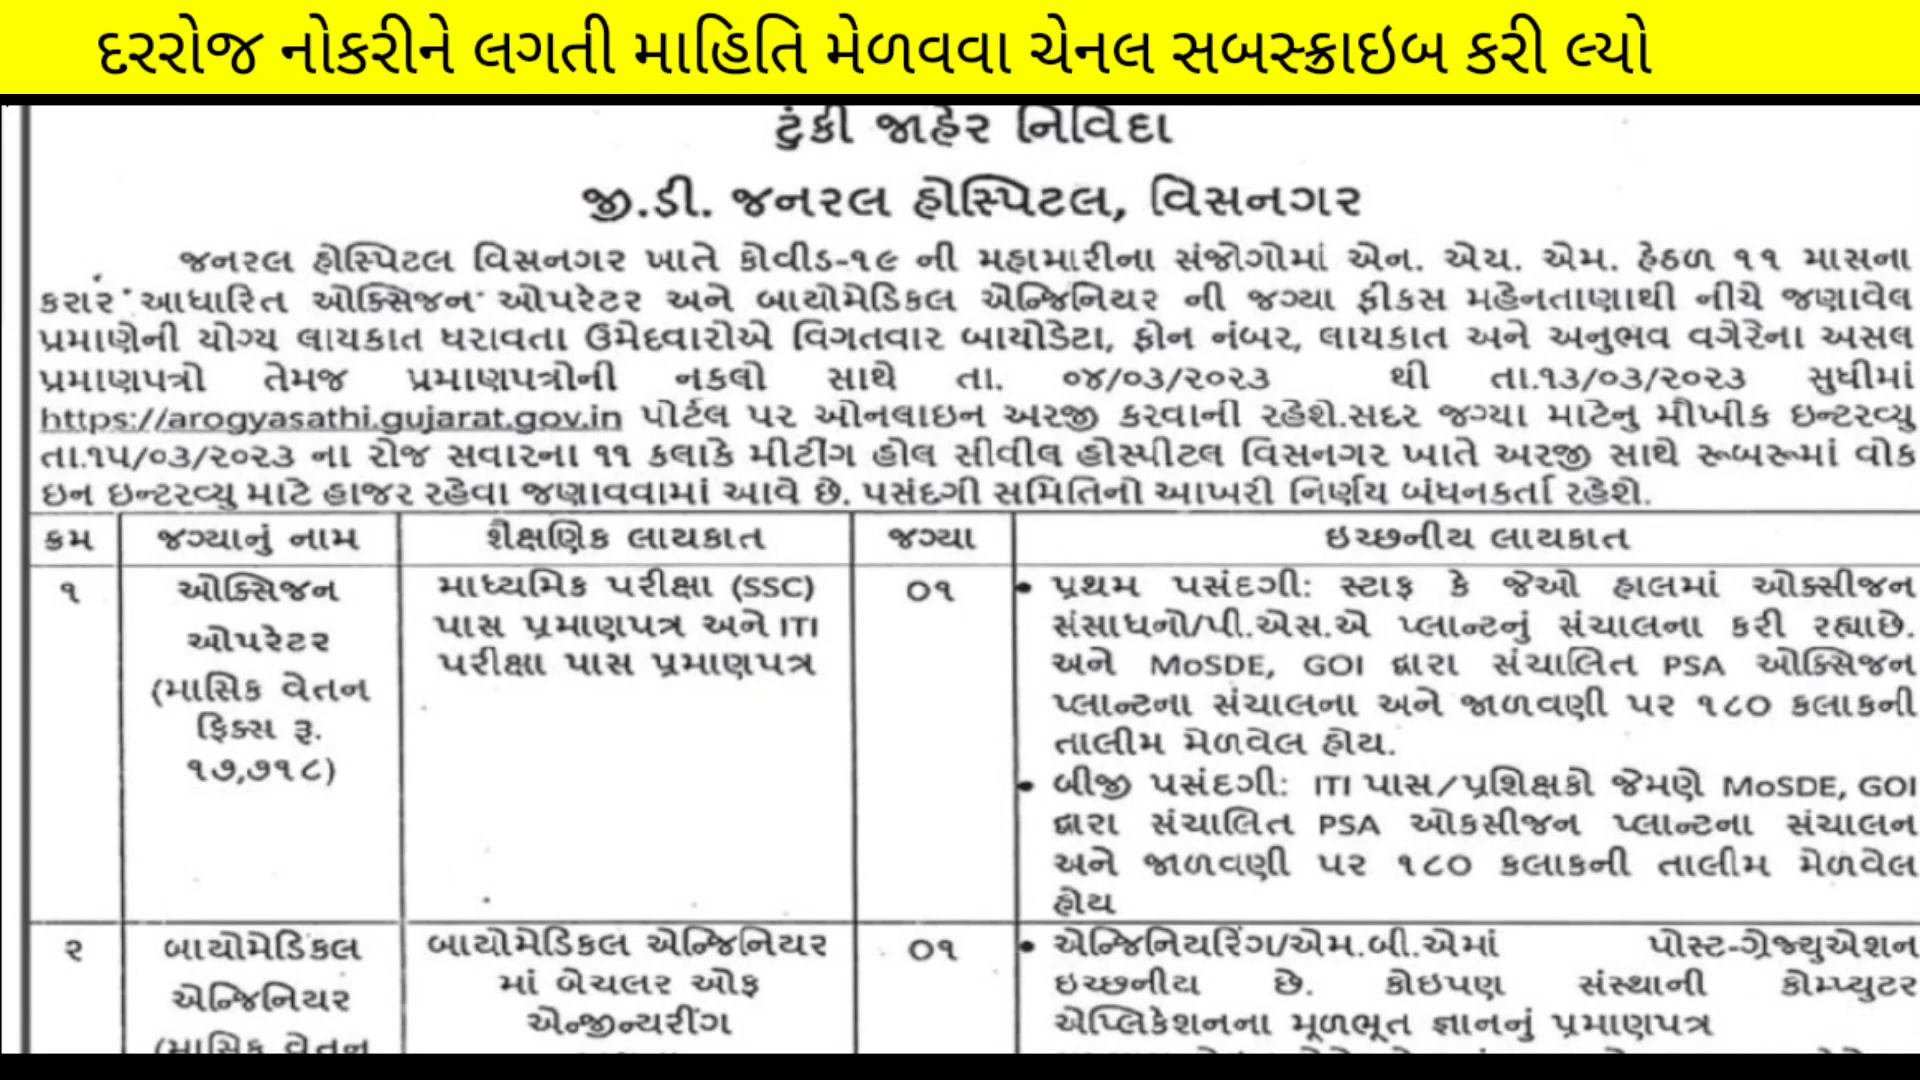 દરરોજ નોકરીને લગતી માહિતિ મેળવવા ચેનલ સબસ્ક્રાઇબ કરી લ્યો
ટુંકી જાહેર નિવિદા
જી.ડી. જનરલ હોસ્પિટલ, વિસનગર
જનરલ હોસ્પિટલ વિસનગર ખાતે કોવીડ-૧૯ ની મહામારીના સંજોગોમાં એન. એચ. એમ. હેઠળ ૧૧ માસના
કરાર આધારિત ઓક્સિજન ઓપરેટર અને બાયોમેડિકલ એન્જિનિયર ની જગ્યા ફીકસ મહેનતાણાથી નીચે જણાવેલ
પ્રમાણેની યોગ્ય લાયકાત ધરાવતા ઉમેદવારોએ વિગતવાર બાયોડેટા, ફોન નંબર, લાયકાત અને અનુભવ વગેરેના અસલ
પ્રમાણપત્રો તેમજ પ્રમાણપત્રોની નકલો સાથે તા. ૦૪/૦૩/૨૦૨૩ થી તા.૧૩/૦૩/૨૦૨૩ સુધીમાં
https://arogyasathi.gujarat.gov.in પોર્ટલ પર ઓનલાઇન અરજી કરવાની રહેશે.સદર જગ્યા માટેનુ મૌખીક ઇન્ટરવ્યુ
તા.૧૫/૦૩/૨૦૨૩ ના રોજ સવારના ૧૧ કલાકે મીટીંગ હોલ સીવીલ હોસ્પીટલ વિસનગર ખાતે અરજી સાથે રૂબરૂમાં વોક
ઇન ઇન્ટરવ્યુ માટે હાજર રહેવા જણાવવામાં આવે છે. પસંદગી સમિતિનો આખરી નિર્ણય બંધનકર્તા રહેશે.
ક્રમ જગ્યાનું નામ શૈક્ષણિક લાયકાત જગ્યા ઇચ્છનીય લાયકાત
૧ ઓક્સિજન
ઓપરેટર
(માસિક વેતન
ફિક્સ રૂ.
૧૭,૭૧૮)
માધ્યમિક પરીક્ષા (SSC)
પાસ પ્રમાણપત્ર અને ITI
પરીક્ષા પાસ પ્રમાણપત્ર
૦૧
• પ્રથમ પસંદગી: સ્ટાફ કે જેઓ હાલમાં ઓક્સીજન
સંસાધનો/પી.એસ.એ પ્લાન્ટનું સંચાલના કરી રહ્યાછે.
અને MoSDE, GOI દ્વારા સંચાલિત PSA ઓક્સિજન
પ્લાન્ટના સંચાલના અને જાળવણી પર ૧૮૦ કલાકની
તાલીમ મેળવેલ હોય.
• બીજી પસંદગી: ITI પાસ/પ્રશિક્ષકો જેમણે MoSDE, GOI
દ્વારા સંચાલિત PSA ઓકસીજન પ્લાન્ટના સંચાલન
અને જાળવણી પર ૧૮૦ કલાકની તાલીમ મેળવેલ
હોય
૨ બાયોમેડિકલ
એન્જિનિયર
(માસિક વેતન
બાયોમેડિકલ એન્જિનિયર
માં બેચલર ઓફ
એન્જીન્યરીંગ
૦૧
• એન્જિનિયરિંગ/એમ.બી.એમાં પોસ્ટ-ગ્રેજ્યુએશન
ઇચ્છનીય છે. કોઇપણ સંસ્થાની કોમ્પ્યુટર
એપ્લિકેશનના મૂળભૂત જ્ઞાનનું પ્રમાણપત્ર